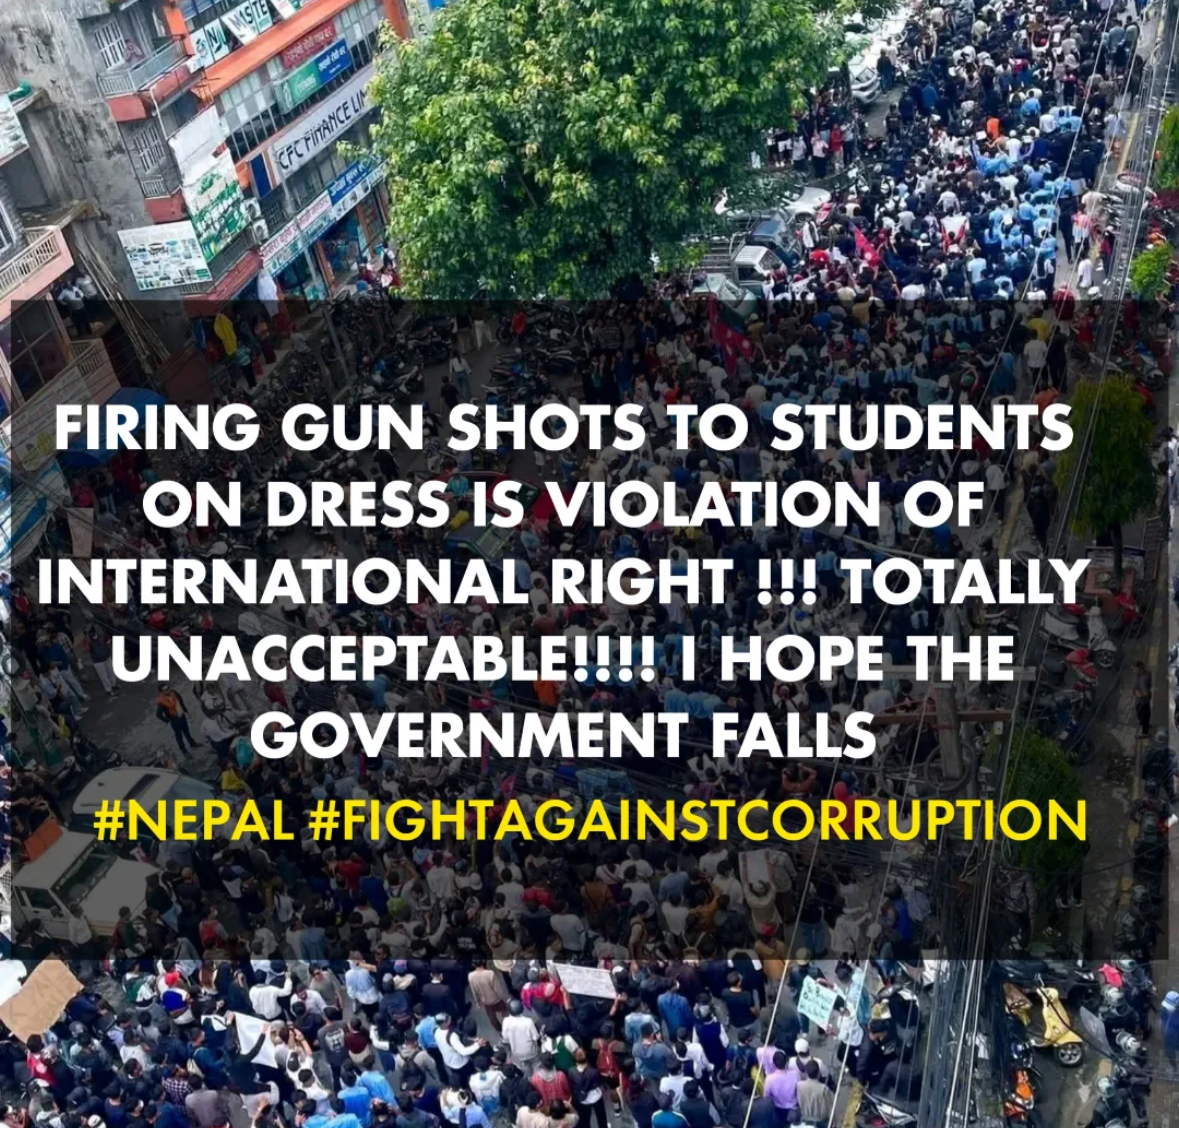 CFC FINANCE LIM
FIRING GUN SHOTS TO STUDENTS
ON DRESS IS VIOLATION OF
INTERNATIONAL RIGHT !!! TOTALLY
UNACCEPTABLE!!!! I HOPE THE
GOVERNMENT FALLS
#NEPAL #FIGHTAGAINSTCORRUPTION